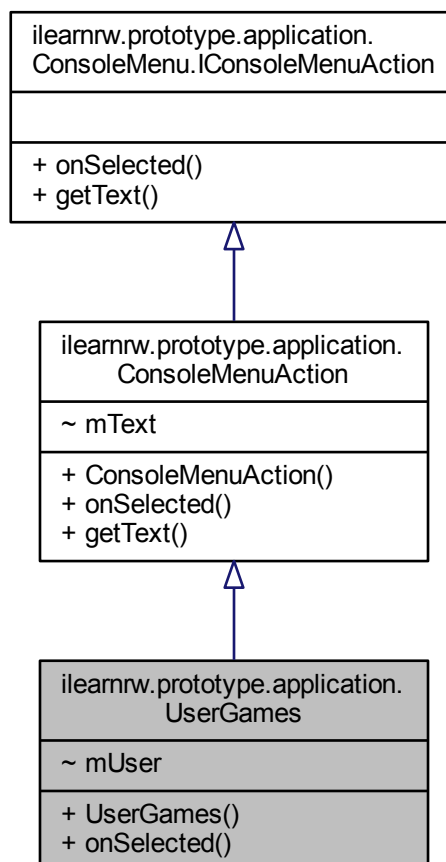 ilearnrw.prototype.application.
ConsoleMenu.IConsoleMenuAction
+ onSelected()
+ getText()
ilearnrw.prototype.application.
ConsoleMenuAction
~ mText
+ ConsoleMenuAction()
+ onSelected()
+ getText()
ilearnrw.prototype.application.
UserGames
~ mUser
+ UserGames()
+ onSelected()